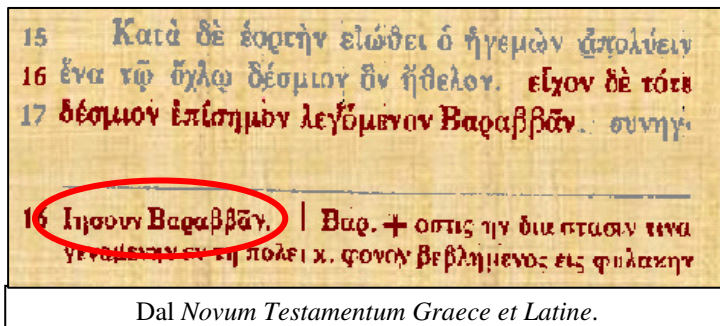 15 Κατὰ δὲ ἑορτὴν εἰώθει ὁ ἡγεμὼν ἀπολύειν
16 ἕνα τῷ ὄχλῳ δέσμιον ὃν ἤθελον. εἶχον δὲ τότε
17 δέσμιον ἐπίσημον λεγόμενον Βαραββᾶν. συνηγ-
16 Ιησουν Βαραββᾶν. | Βαρ. + οστις ην δια στασιν τινα
γεναμενην εν τη πολει κ. φονον βεβλημενος εις φυλακην
Dal Novum Testamentum Graece et Latine.